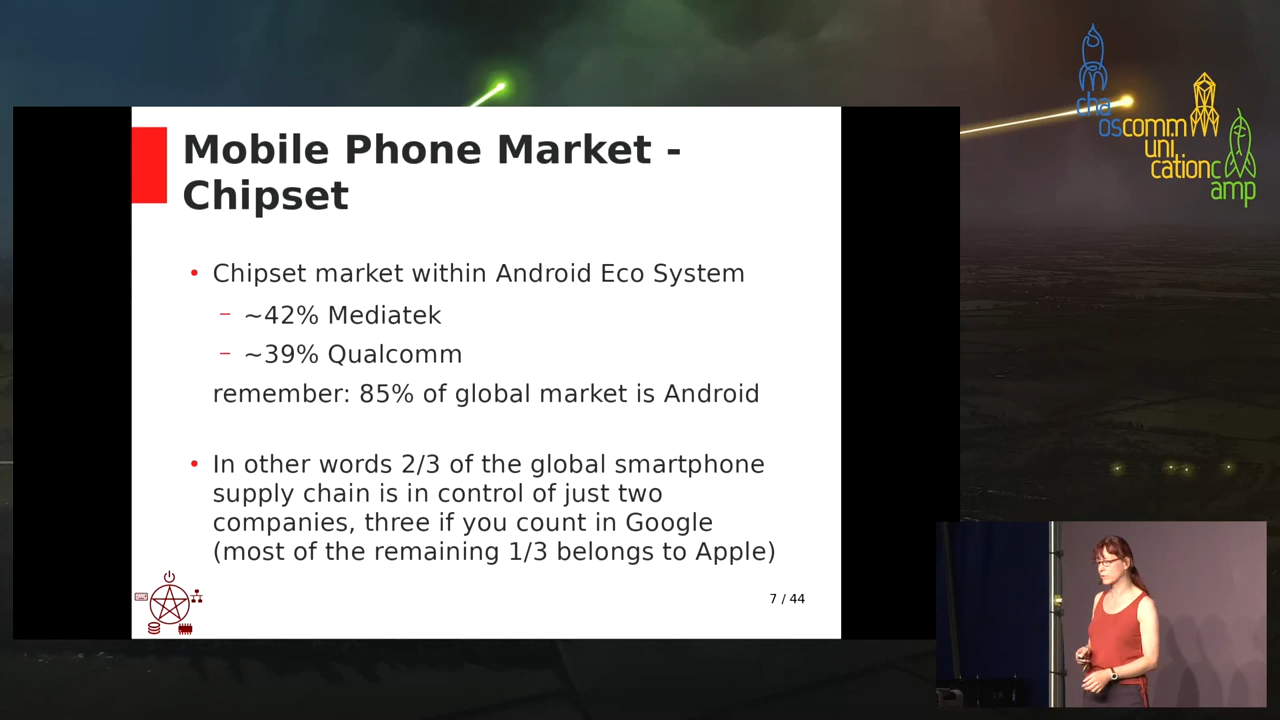 Mobile Phone Market -
Chipset
• Chipset market within Android Eco System
– ~42% Mediatek
– ~39% Qualcomm
remember: 85% of global market is Android
• In other words 2/3 of the global smartphone
supply chain is in control of just two
companies, three if you count in Google
(most of the remaining 1/3 belongs to Apple)
7 / 44
cha
oscomm
uni
cationc
amp